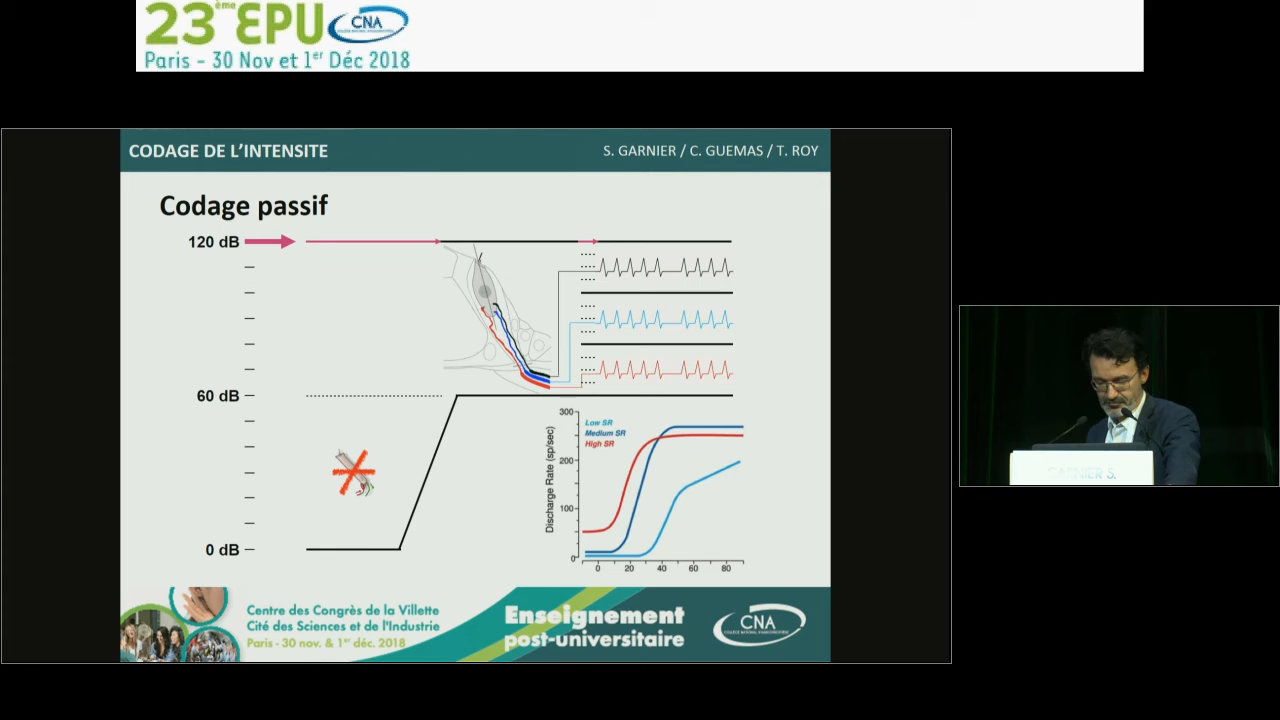 23ème EPU CNA
Paris - 30 Nov et 1er Déc 2018
CODAGE DE L'INTENSITE
S. GARNIER / C. GUEMAS / T. ROY
Codage passif
120 dB
60 dB
0 dB
300
200
100
0
Discharge Rate (sp/sec)
Low SR
Medium SR
High SR
0 20 40 60 80
GARNIER S.
Centre des Congrès de la Villette
Cité des Sciences et de l'Industrie
Paris - 30 nov. & 1er déc. 2018
Enseignement
post-universitaire
CNA